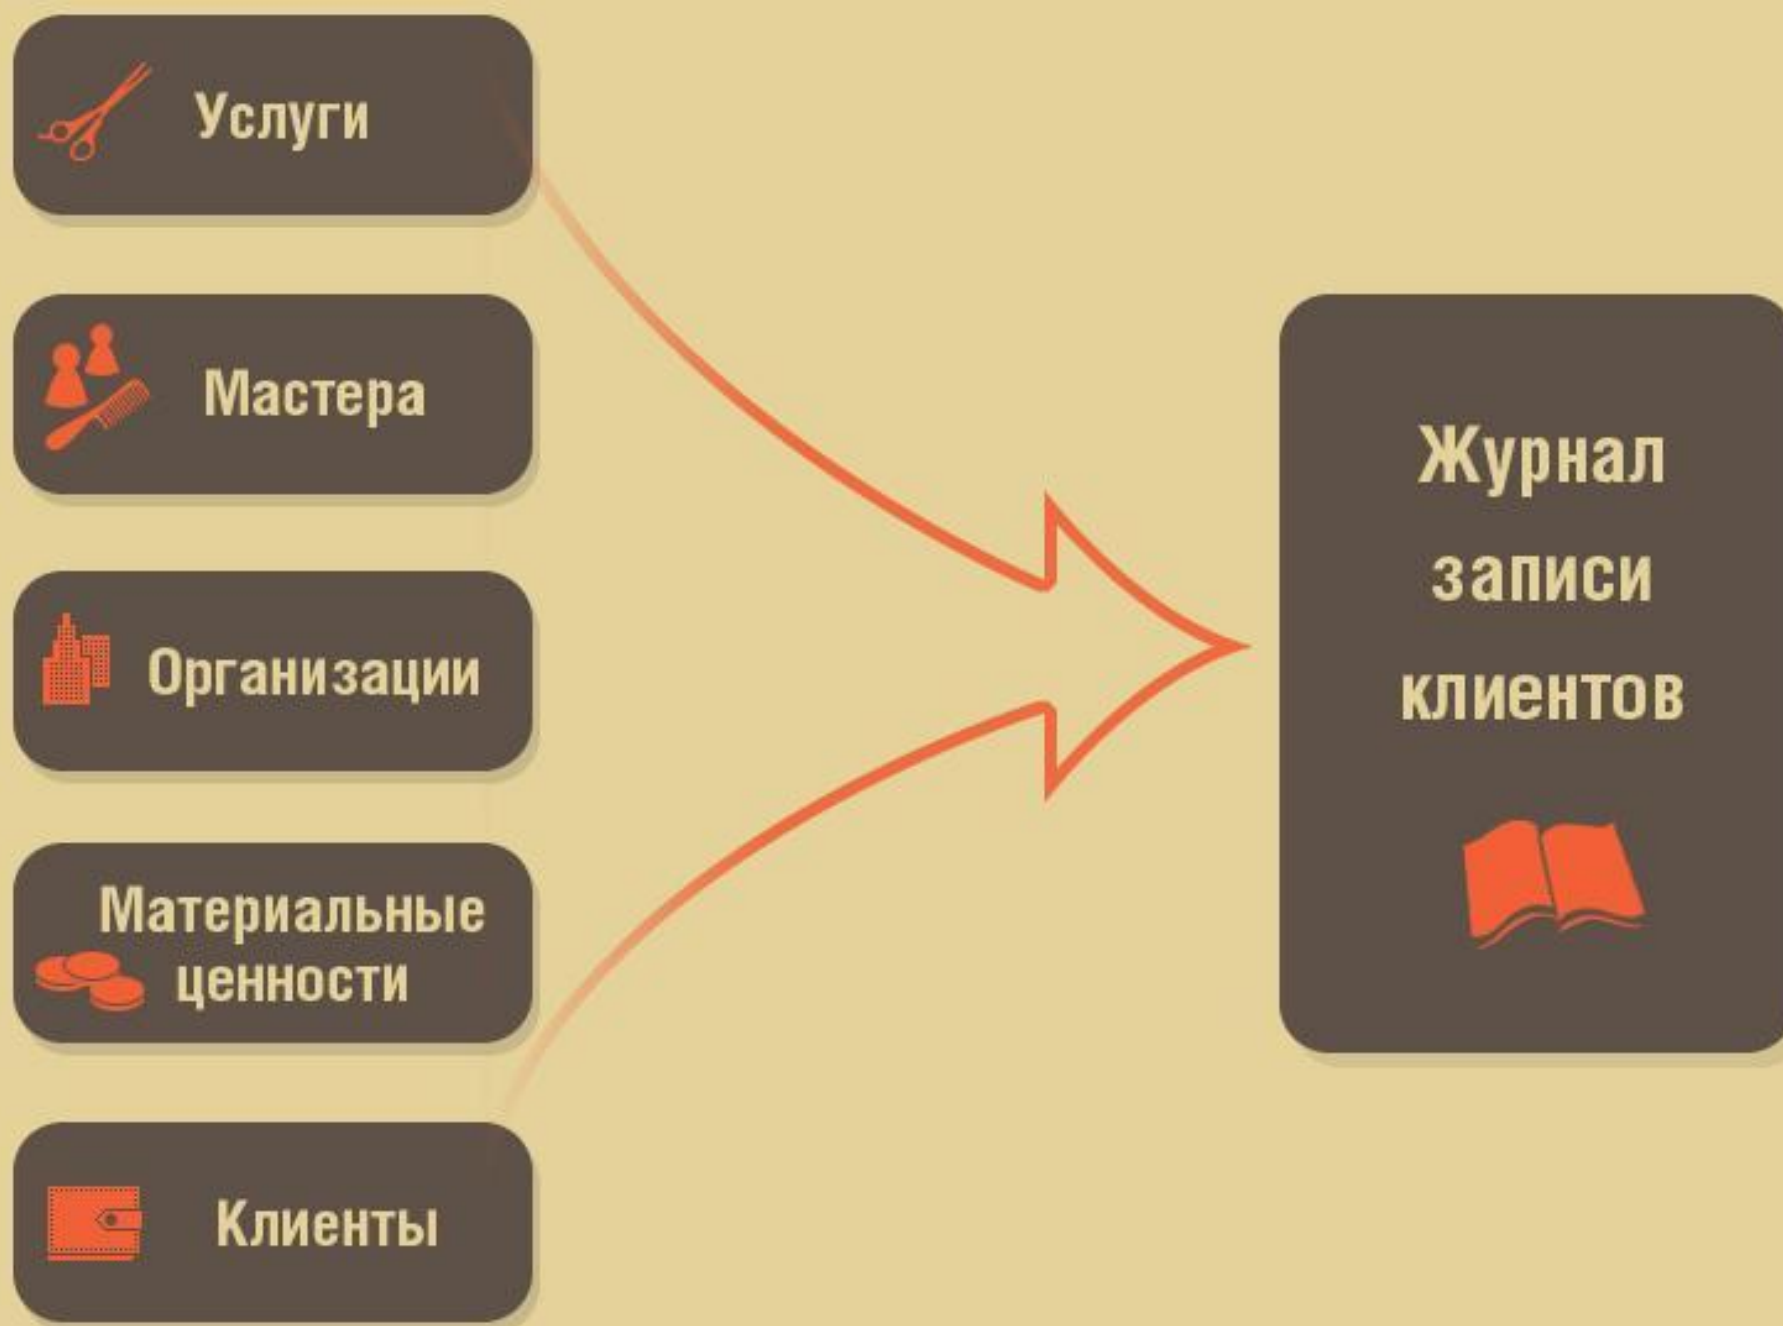 Услуги
Мастера
Организации
Материальные
ценности
Клиенты
Журнал
записи
клиентов